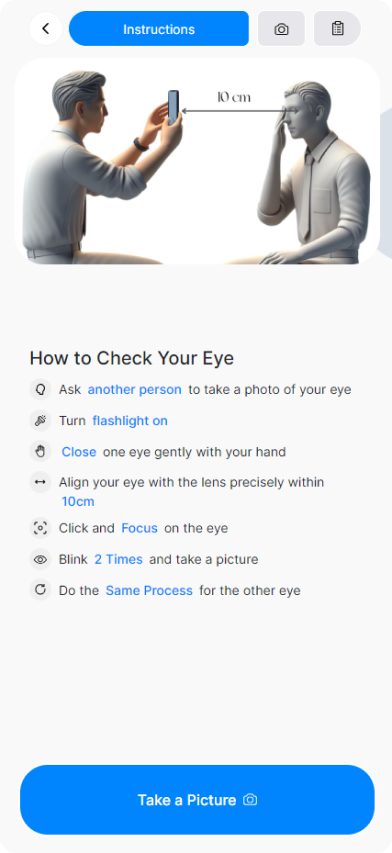 Instructions
10 cm
How to Check Your Eye
Ask another person to take a photo of your eye
Turn flashlight on
Close one eye gently with your hand
Align your eye with the lens precisely within
10cm
Click and Focus on the eye
Blink 2 Times and take a picture
Do the Same Process for the other eye
Take a Picture